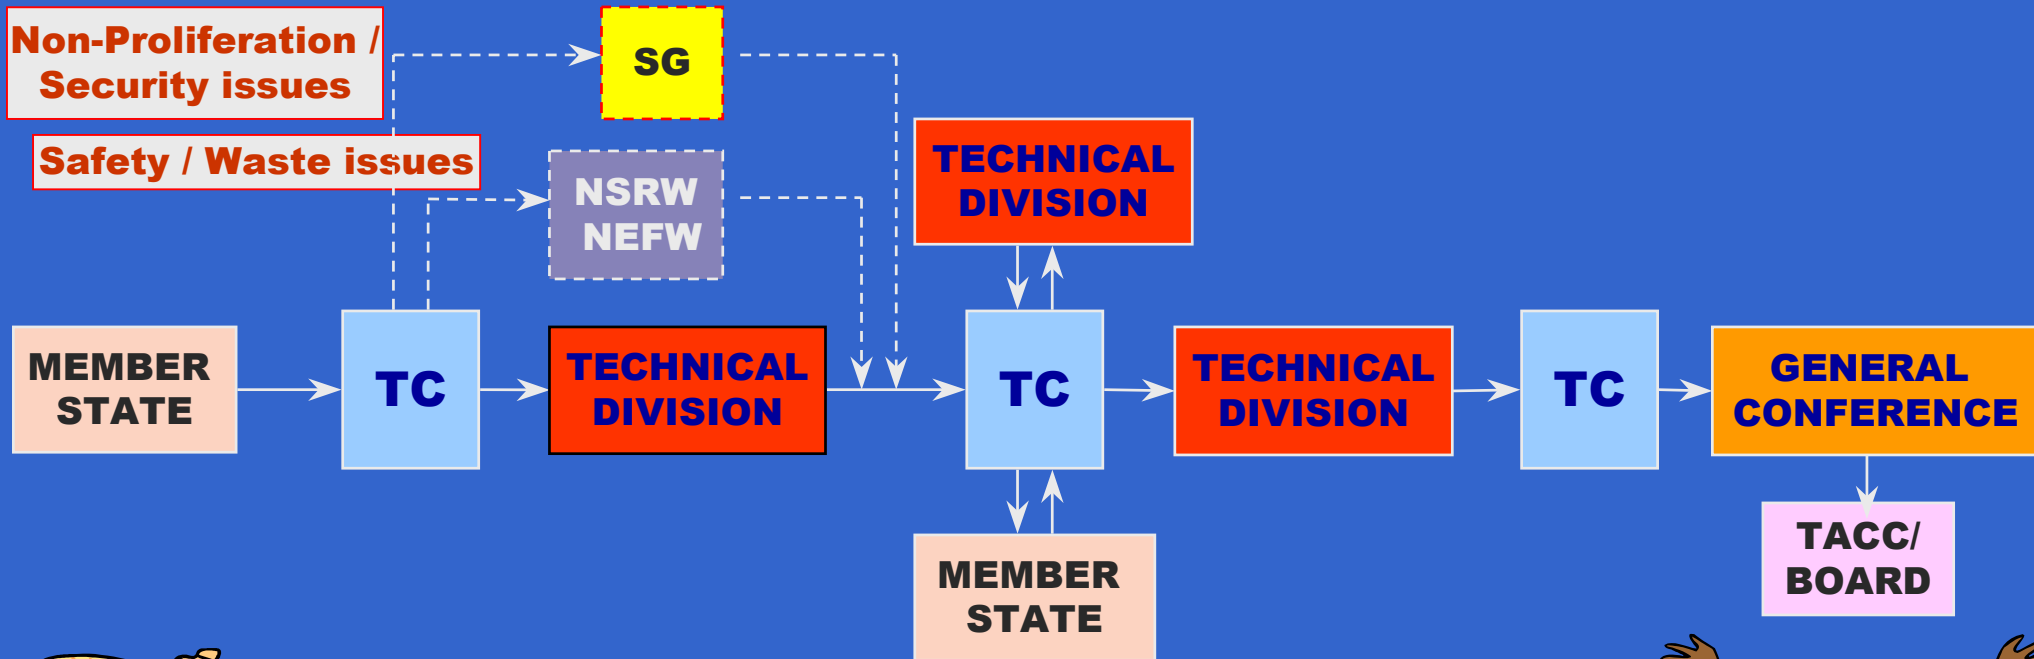 Non-Proliferation /
Security issues
SG
Safety / Waste issues
NSRW
NEFW
TECHNICAL
DIVISION
MEMBER
STATE
TC
TECHNICAL
DIVISION
TC
TECHNICAL
DIVISION
TC
GENERAL
CONFERENCE
TACC/
BOARD
MEMBER
STATE